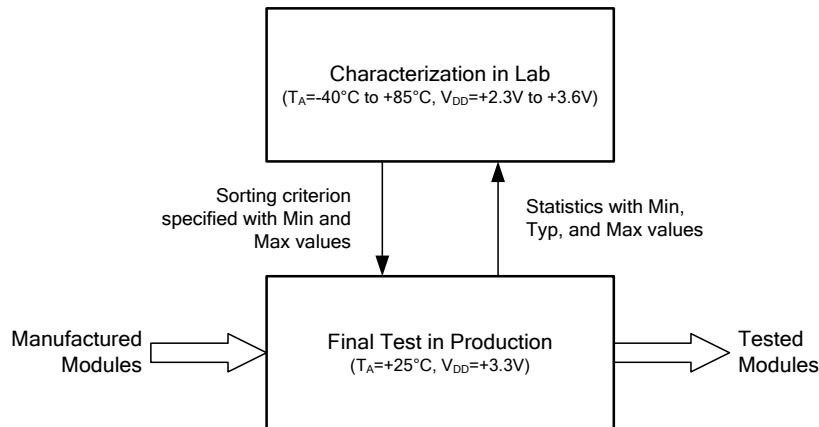 Characterization in Lab
(TA=-40°C to +85°C, VDD=+2.3V to +3.6V)
Sorting criterion
specified with Min and
Max values
Statistics with Min,
Typ, and Max values
Manufactured
Modules
Final Test in Production
(TA=+25°C, VDD=+3.3V)
Tested
Modules